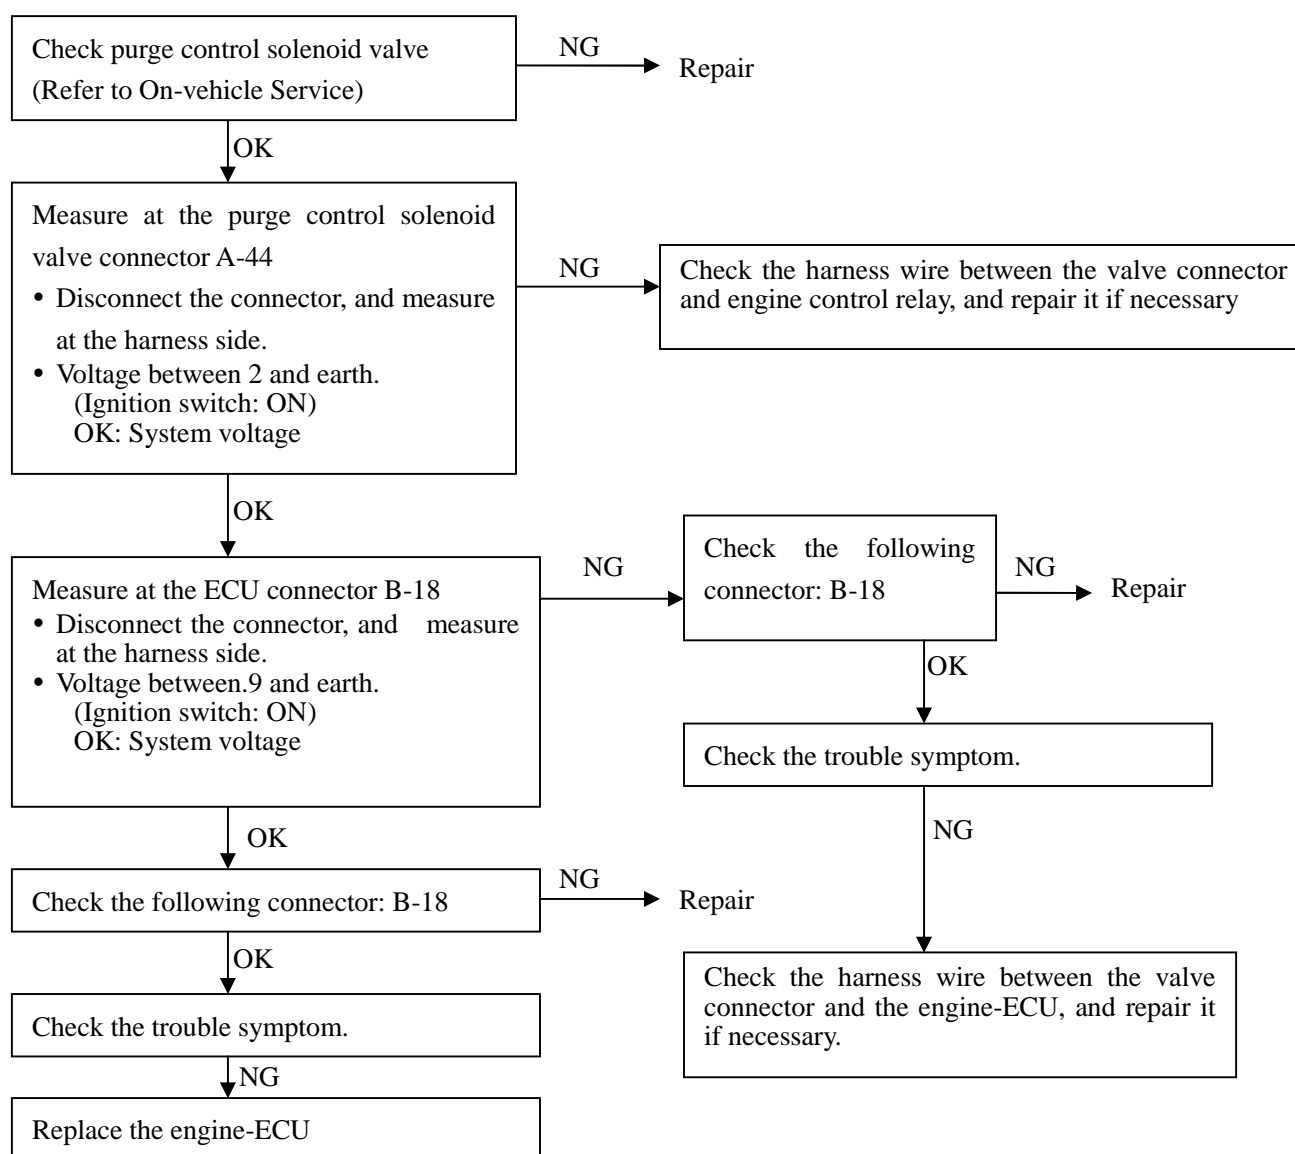 Check purge control solenoid valve
(Refer to On-vehicle Service)
NG
Repair
OK
Measure at the purge control solenoid
valve connector A-44
• Disconnect the connector, and measure
at the harness side.
• Voltage between 2 and earth.
(Ignition switch: ON)
OK: System voltage
NG
Check the harness wire between the valve connector
and engine control relay, and repair it if necessary
OK
Measure at the ECU connector B-18
• Disconnect the connector, and measure
at the harness side.
• Voltage between.9 and earth.
(Ignition switch: ON)
OK: System voltage
NG
Check the following
connector: B-18
NG
Repair
OK
Check the trouble symptom.
NG
Check the harness wire between the valve
connector and the engine-ECU, and repair it
if necessary.
OK
Check the following connector: B-18
NG
Repair
OK
Check the trouble symptom.
NG
Replace the engine-ECU